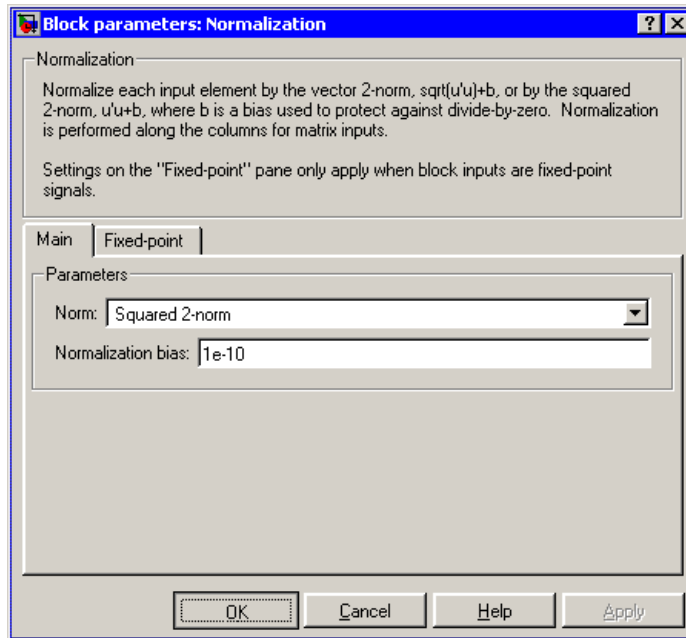 Block parameters: Normalization
Normalization
Normalize each input element by the vector 2-norm, sqrt(u'u)+b, or by the squared
2-norm, u'u+b, where b is a bias used to protect against divide-by-zero.  Normalization
is performed along the columns for matrix inputs.
Settings on the "Fixed-point" pane only apply when block inputs are fixed-point
signals.
Main Fixed-point
Parameters
Norm: Squared 2-norm
Normalization bias: 1e-10
OK Cancel Help Apply